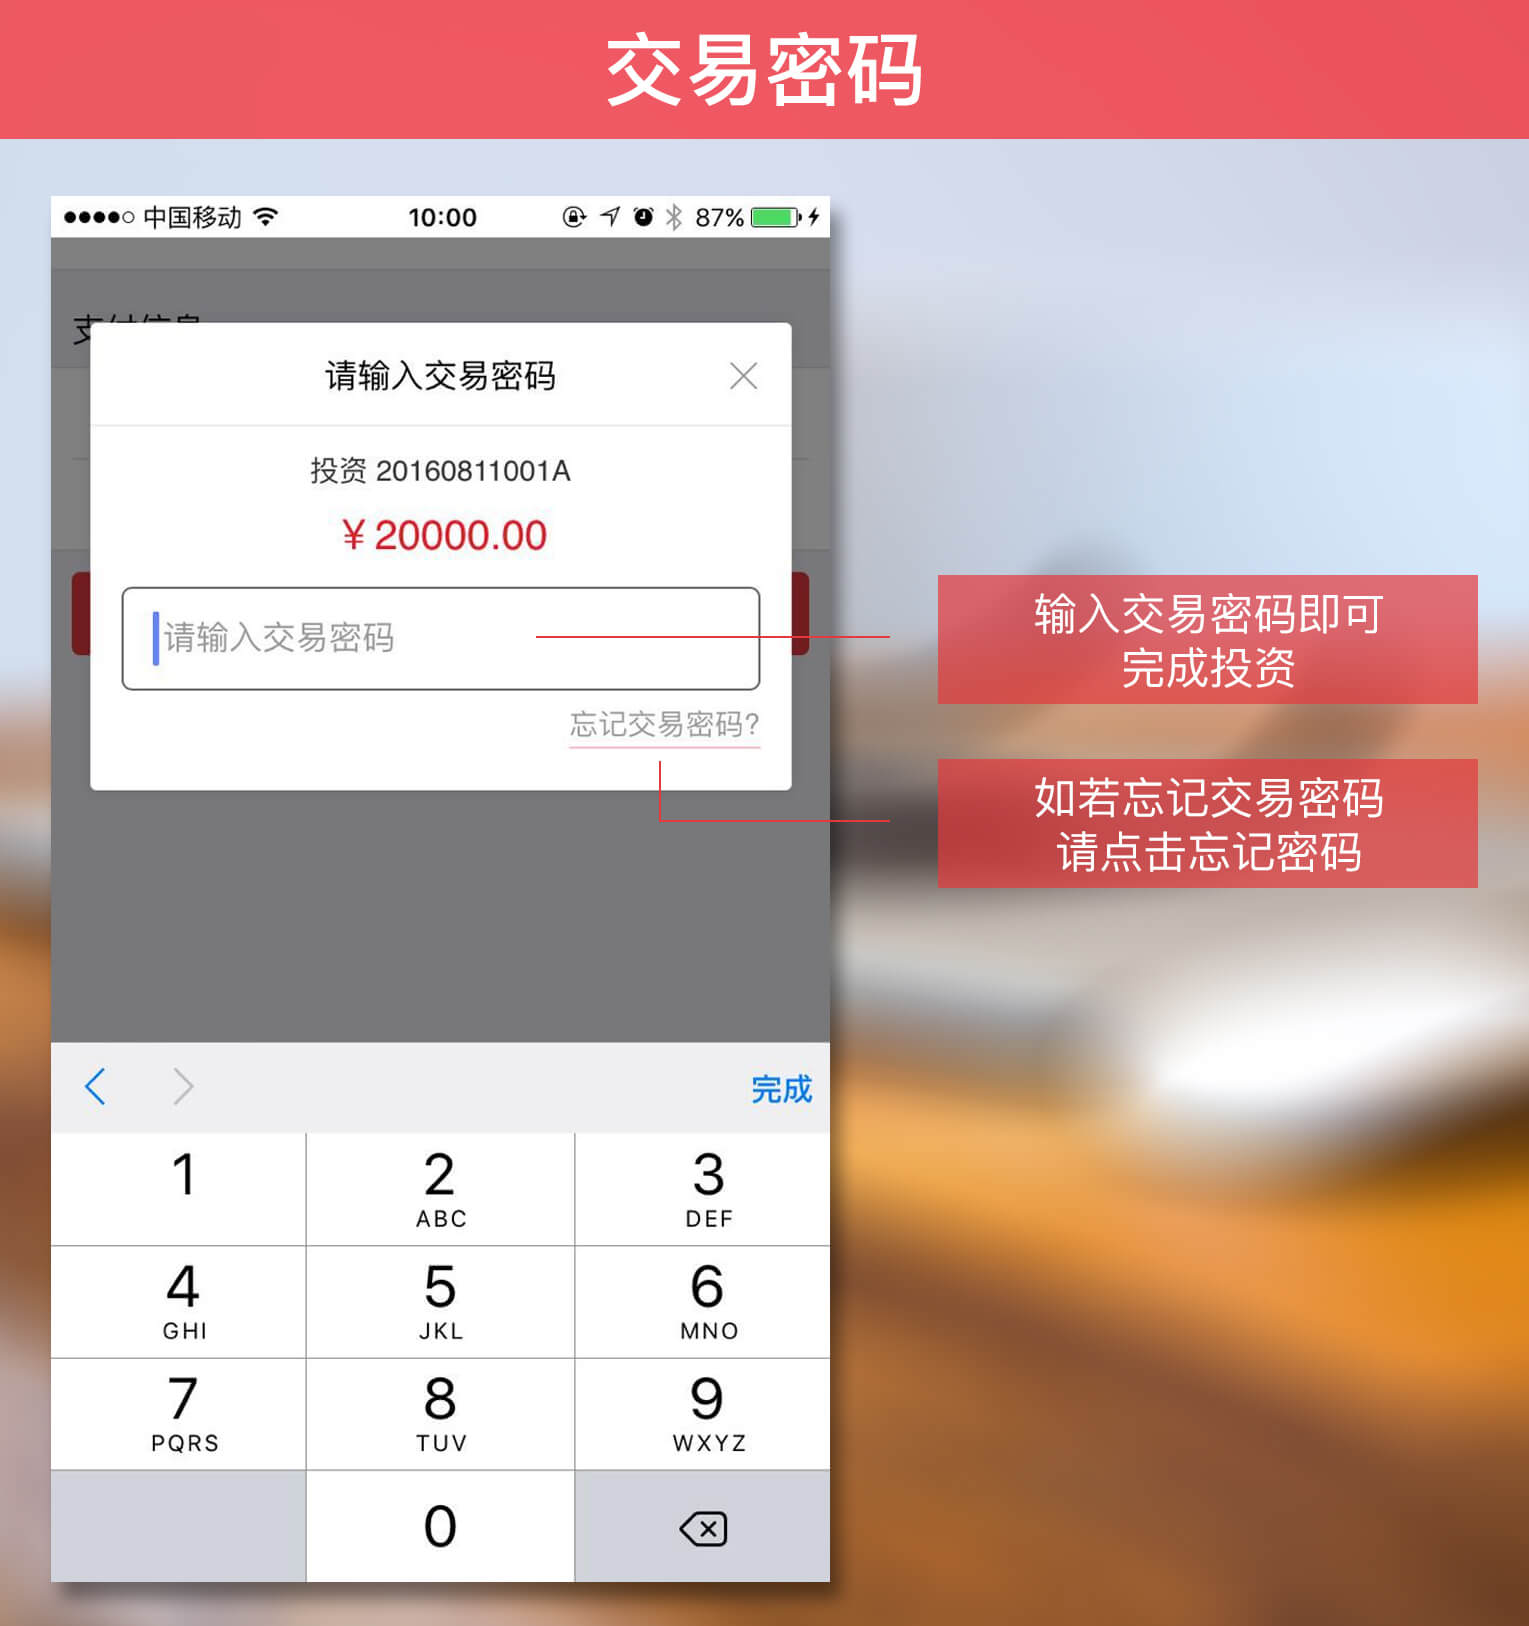 交易密码
中国移动 10:00 87%
支付信息
请输入交易密码
投资 20160811001A
¥ 20000.00
请输入交易密码
忘记交易密码?
输入交易密码即可
完成投资
如若忘记交易密码
请点击忘记密码
完成
1
2
ABC
3
DEF
4
GHI
5
JKL
6
MNO
7
PQRS
8
TUV
9
WXYZ
0